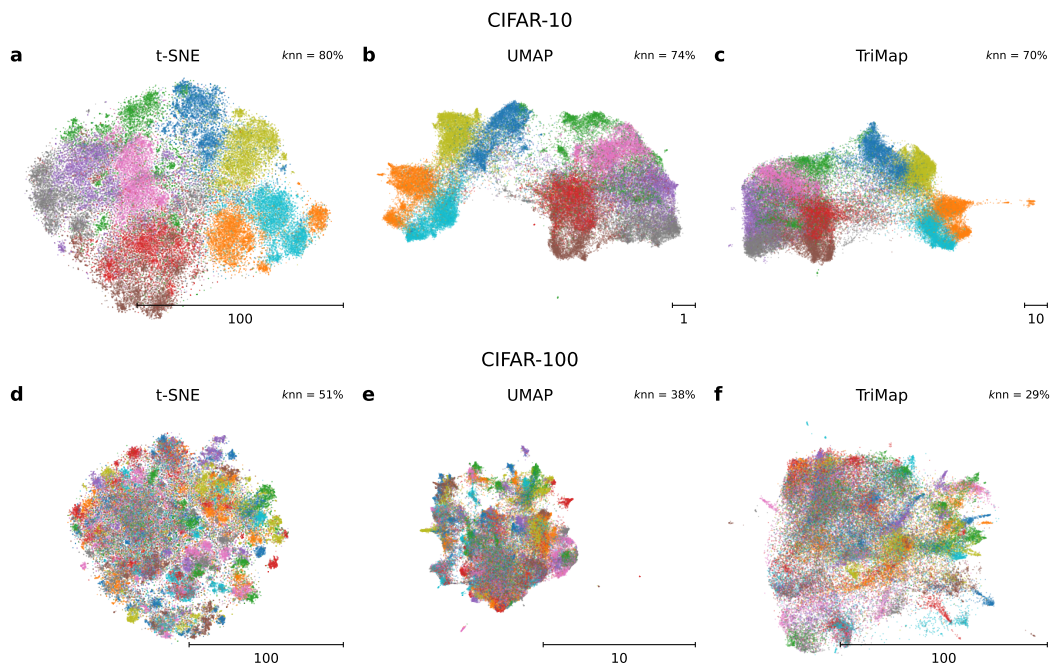 CIFAR-10
a t-SNE knn = 80%
b UMAP knn = 74%
c TriMap knn = 70%
100
1
10
CIFAR-100
d t-SNE knn = 51%
e UMAP knn = 38%
f TriMap knn = 29%
100
10
100